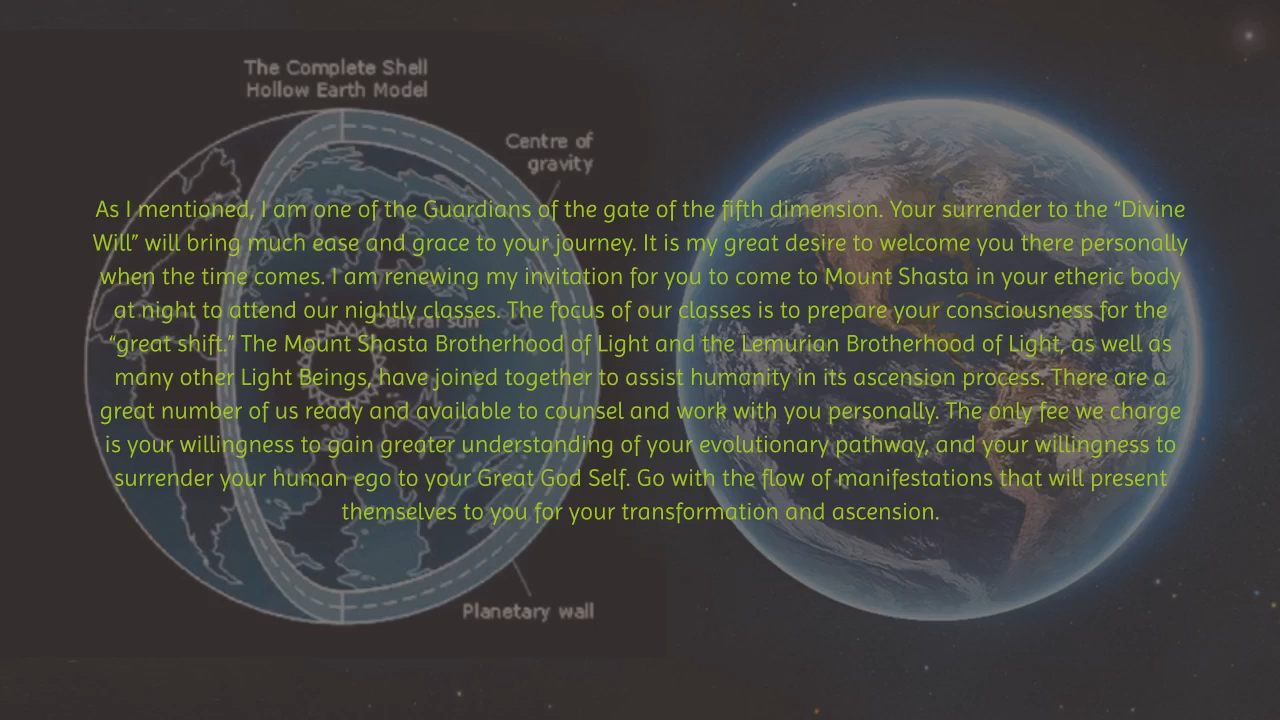 The Complete Shell
Hollow Earth Model
Centre of
gravity
As I mentioned, I am one of the Guardians of the gate of the fifth dimension. Your surrender to the “Divine
Will” will bring much ease and grace to your journey. It is my great desire to welcome you there personally
when the time comes. I am renewing my invitation for you to come to Mount Shasta in your etheric body
at night to attend our nightly classes. The focus of our classes is to prepare your consciousness for the
Central sun
“great shift.” The Mount Shasta Brotherhood of Light and the Lemurian Brotherhood of Light, as well as
many other Light Beings, have joined together to assist humanity in its ascension process. There are a
great number of us ready and available to counsel and work with you personally. The only fee we charge
is your willingness to gain greater understanding of your evolutionary pathway, and your willingness to
surrender your human ego to your Great God Self. Go with the flow of manifestations that will present
themselves to you for your transformation and ascension.
Planetary wall